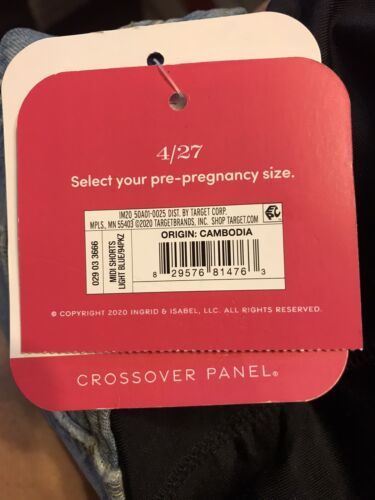 4/27
Select your pre-pregnancy size.
IM20 50A01-0025 DIST. BY TARGET CORP.
MPLS., MN 55403 ©2020 TARGETBRANDS, INC. SHOP TARGET.COM
029 03 3666
MIDI SHORTS
LIGHT BLUE/94PKZ
ORIGIN: CAMBODIA
8 29576 81476 3
© COPYRIGHT 2020 INGRID & ISABEL, LLC. ALL RIGHTS RESERVED.
CROSSOVER PANEL®